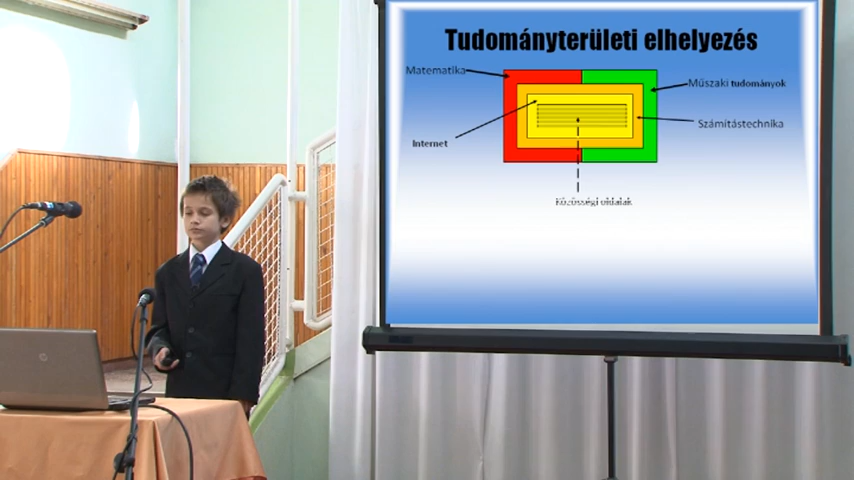 Tudományterületi elhelyezés
Matematika
Műszaki tudományok
Számítástechnika
Internet
Közösségi oldalak